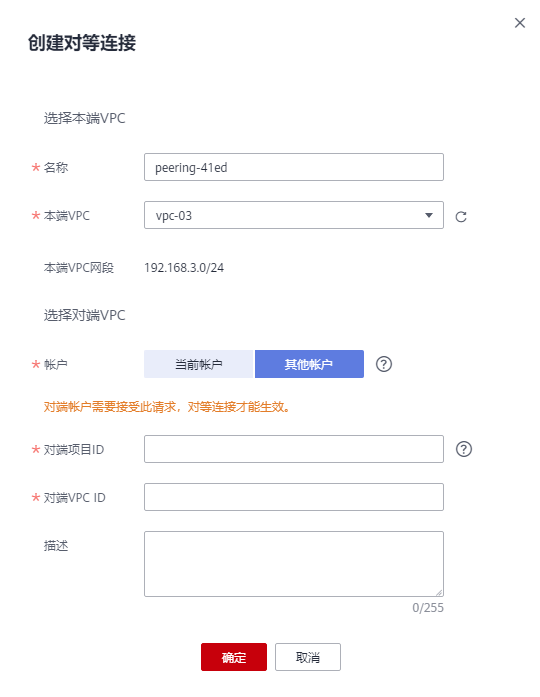 创建对等连接
选择本端VPC
* 名称 peering-41ed
* 本端VPC vpc-03
本端VPC网段 192.168.3.0/24
选择对端VPC
* 帐户 当前帐户 其他帐户 ?
对端帐户需要接受此请求，对等连接才能生效。
* 对端项目ID ?
* 对端VPC ID
描述
0/255
确定 取消